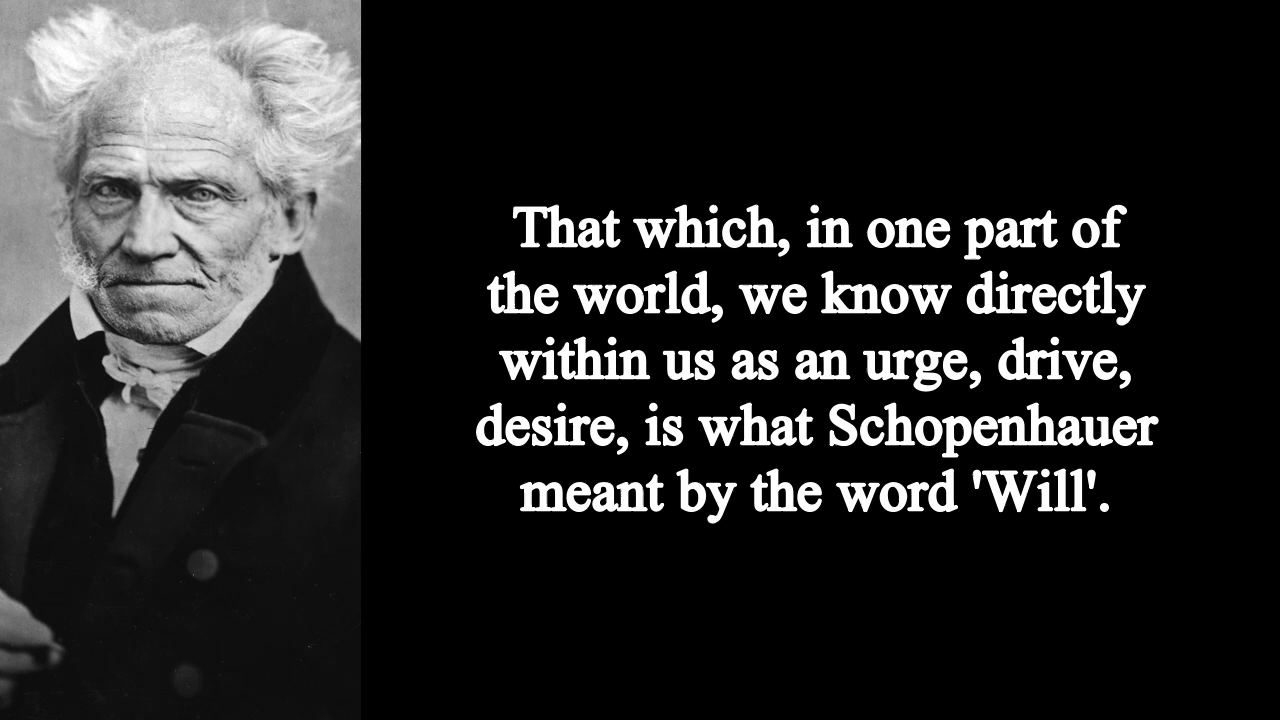 That which, in one part of
the world, we know directly
within us as an urge, drive,
desire, is what Schopenhauer
meant by the word 'Will'.